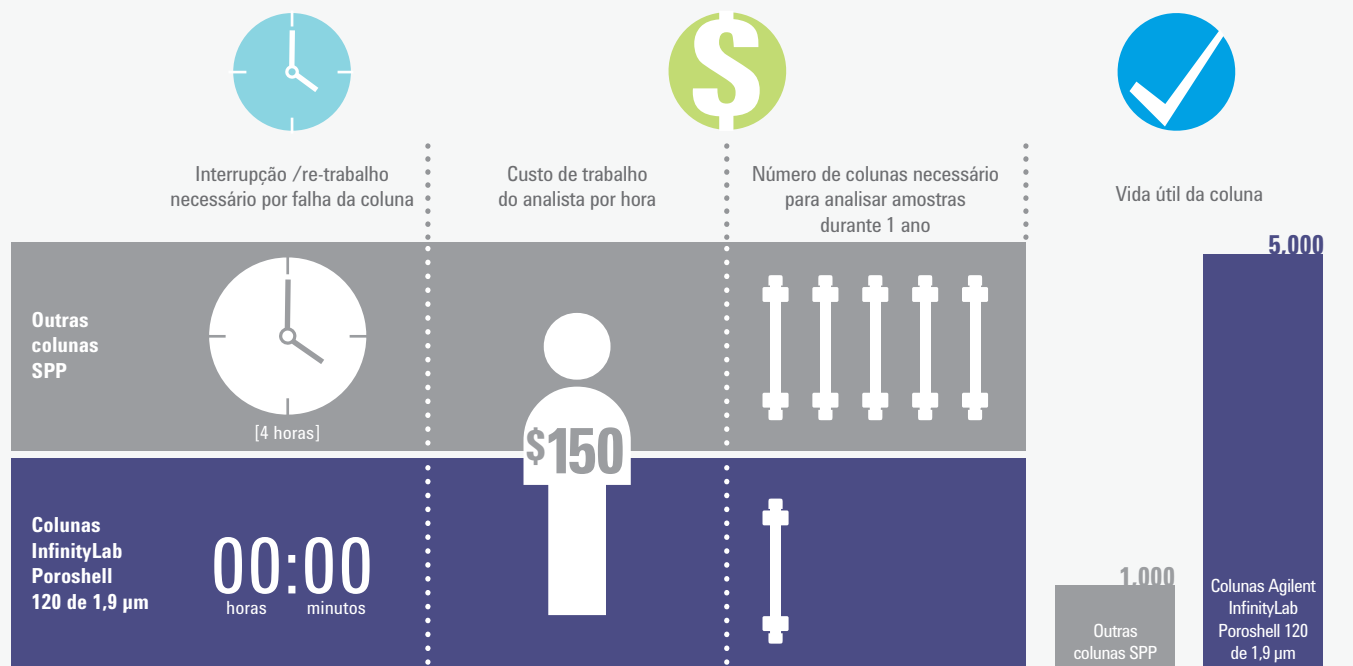 $
Interrupção /re-trabalho
necessário por falha da coluna
Custo de trabalho
do analista por hora
Número de colunas necessário
para analisar amostras
durante 1 ano
Vida útil da coluna
Outras
colunas
SPP
[4 horas]
$150
Colunas
InfinityLab
Poroshell
120 de 1,9 µm
00:00
horas minutos
5,000
1,000
Outras
colunas SPP
Colunas Agilent
InfinityLab
Poroshell 120
de 1,9 µm